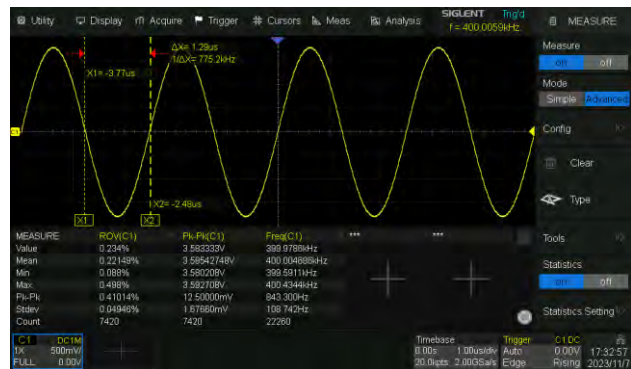 Utility Display Acquire Trigger Cursors Meas Analysis SIGLENT Trig'd MEASURE
f = 400.0059kHz
Measure
on off
Mode
Simple Advanced
Config
Clear
Type
Tools
Statistics
on off
Statistics Setting
ΔX= 1.29us
1/ΔX= 775.2kHz
X1= -3.77us
X2= -2.48us
C1
X1 X2
MEASURE ROV(C1) Pk-Pk(C1) Freq(C1) *** ***
Value 0.234% 3.583333V 399.9786kHz
Mean 0.22149% 3.58542748V 400.004886kHz
Min 0.088% 3.580208V 399.5911kHz
Max 0.498% 3.592708V 400.4344kHz
Pk-Pk 0.41014% 12.50000mV 843.300Hz
Stdev 0.04946% 1.67660mV 108.742Hz
Count 7420 7420 22260
C1 DC1M
1X 500mV/
FULL 0.00V
Timebase
0.00s 1.00us/div
20.0kpts 2.00GSa/s
Trigger C1 DC
Auto 0.00V
Edge Rising
17:32:57
2023/11/7